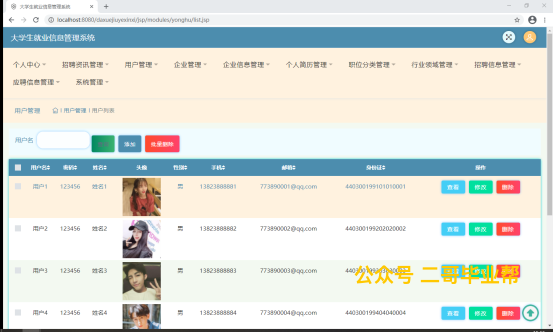 大学生就业信息管理系统
localhost:8080/daxuejiuyexinxi/jsp/modules/yonghu/list.jsp
大学生就业信息管理系统
个人中心 招聘资讯管理 用户管理 企业管理 企业信息管理 个人简历管理 职位分类管理 行业领域管理 招聘信息管理
应聘信息管理 系统管理
用户管理 \ 用户管理 \ 用户列表
用户名 添加 批量删除
用户名 密码 姓名 头像 性别 手机 邮箱 身份证 操作
用户1 123456 姓名1 男 13823888881 773890001@qq.com 440300199101010001 查看 修改 删除
用户2 123456 姓名2 男 13823888882 773890002@qq.com 440300199202020002 查看 修改 删除
用户3 123456 姓名3 男 13823888883 773890003@qq.com
公众号 二哥毕业帮
用户4 123456 姓名4 男 13823888884 773890004@qq.com 440300199404040004 查看 修改 删除